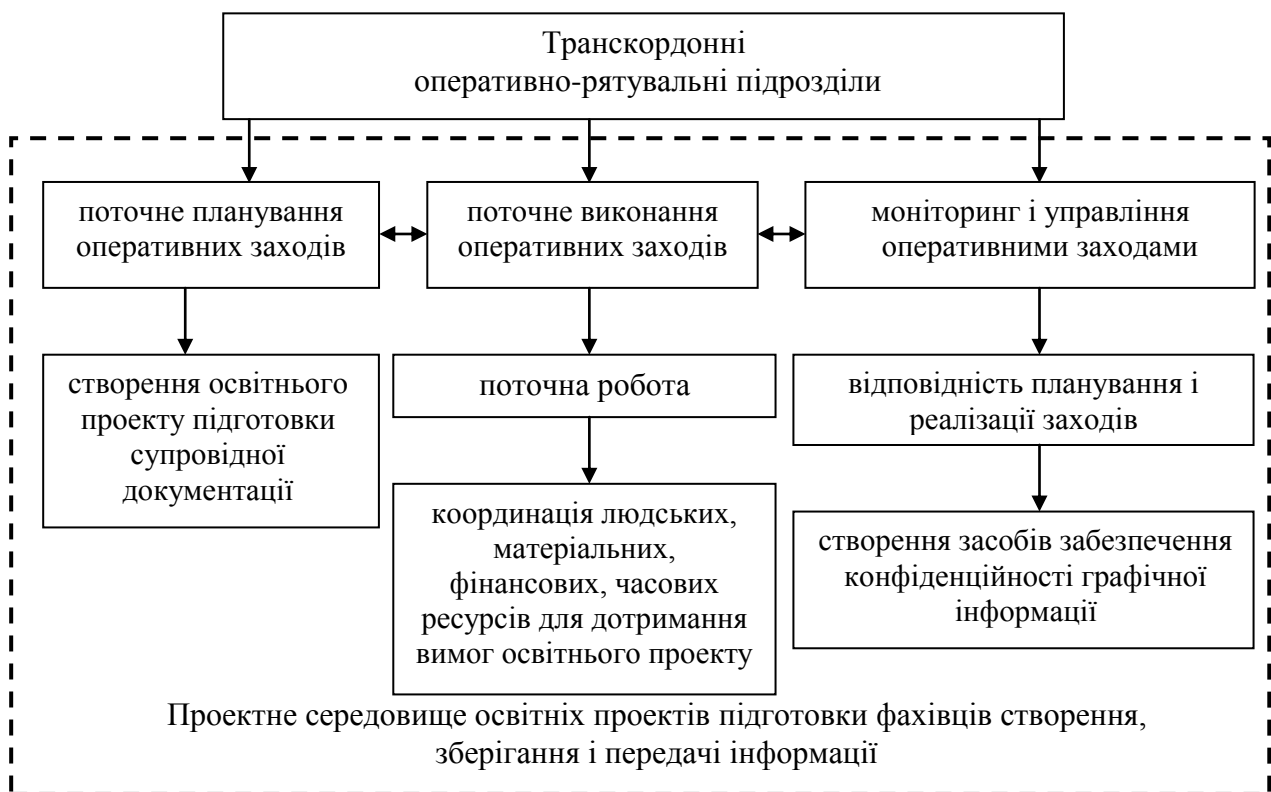 Транскордонні
оперативно-рятувальні підрозділи
поточне планування
оперативних заходів
поточне виконання
оперативних заходів
моніторинг і управління
оперативними заходами
створення освітнього
проекту підготовки
супровідної
документації
поточна робота
відповідність планування і
реалізації заходів
координація людських,
матеріальних,
фінансових, часових
ресурсів для дотримання
вимог освітнього проекту
створення засобів забезпечення
конфіденційності графічної
інформації
Проектне середовище освітніх проектів підготовки фахівців створення,
зберігання і передачі інформації